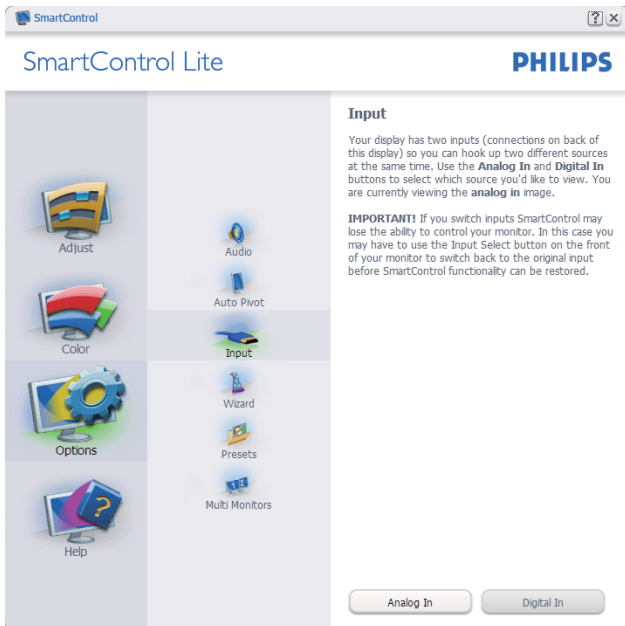 SmartControl
SmartControl Lite
PHILIPS
Adjust
Color
Options
Help
Audio
Auto Pivot
Input
Wizard
Presets
Multi Monitors
Input
Your display has two inputs (connections on back of
this display) so you can hook up two different sources
at the same time. Use the Analog In and Digital In
buttons to select which source you'd like to view. You
are currently viewing the analog in image.
IMPORTANT! If you switch inputs SmartControl may
lose the ability to control your monitor. In this case you
may have to use the Input Select button on the front
of your monitor to switch back to the original input
before SmartControl functionality can be restored.
Analog In
Digital In